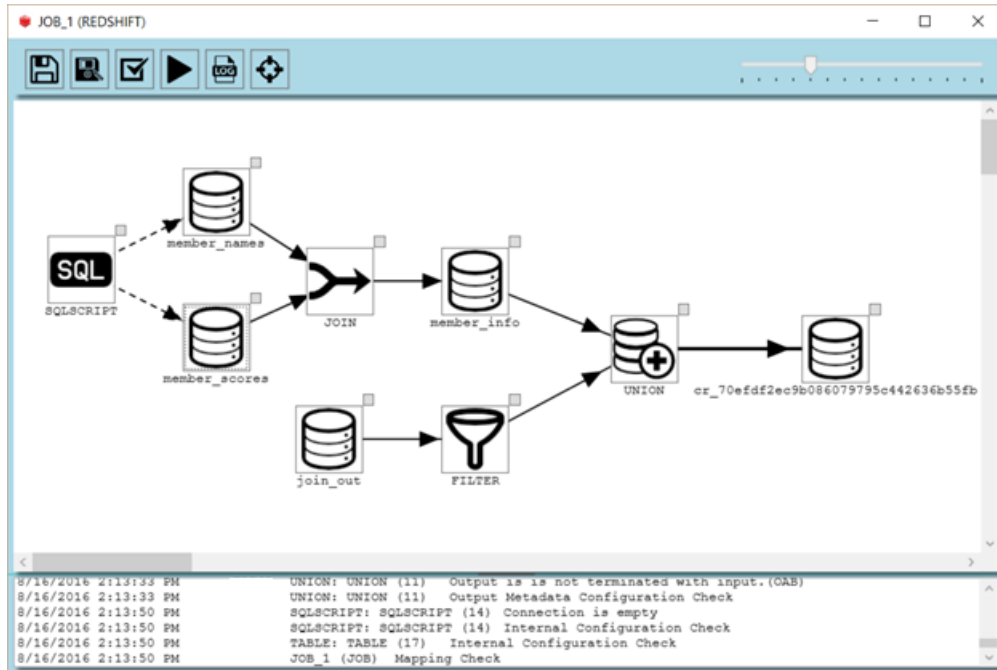 JOB_1 (REDSHIFT)
LOG
member_names
SQL
SQLSCRIPT
JOIN
member_info
member_scores
UNION
cr_70efdf2ec9b086079795c442636b55fb
join_out
FILTER
8/16/2016 2:13:33 PM UNION: UNION (11) Output is is not terminated with input.(OAB)
8/16/2016 2:13:33 PM UNION: UNION (11) Output Metadata Configuration Check
8/16/2016 2:13:50 PM SQLSCRIPT: SQLSCRIPT (14) Connection is empty
8/16/2016 2:13:50 PM SQLSCRIPT: SQLSCRIPT (14) Internal Configuration Check
8/16/2016 2:13:50 PM TABLE: TABLE (17) Internal Configuration Check
8/16/2016 2:13:50 PM JOB_1 (JOB) Mapping Check